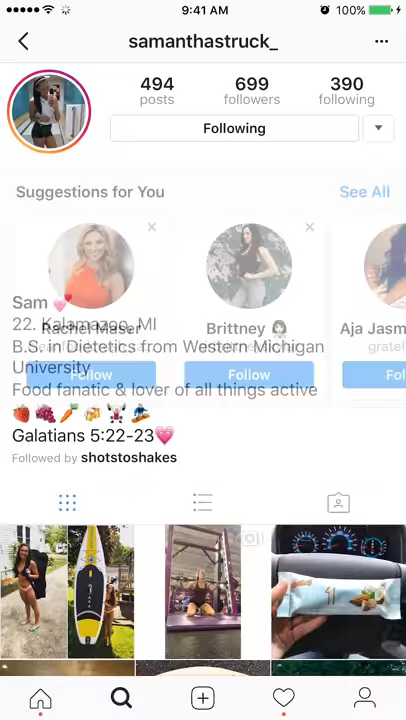 9:41 AM
100%
samanthastruck_
494
699
390
posts
followers
following
Following
Suggestions for You
See All
Sam 💕
Rachel Maser
Brittney
Aja Jasm
22. Kalamazoo, MI
gratef
B.S. in Dietetics from Western Michigan
University
Follow
Follow
Fol
Food fanatic & lover of all things active
🍓🍇🥕🍻🏋️🏂
Galatians 5:22-23💗
Followed by shotstoshakes